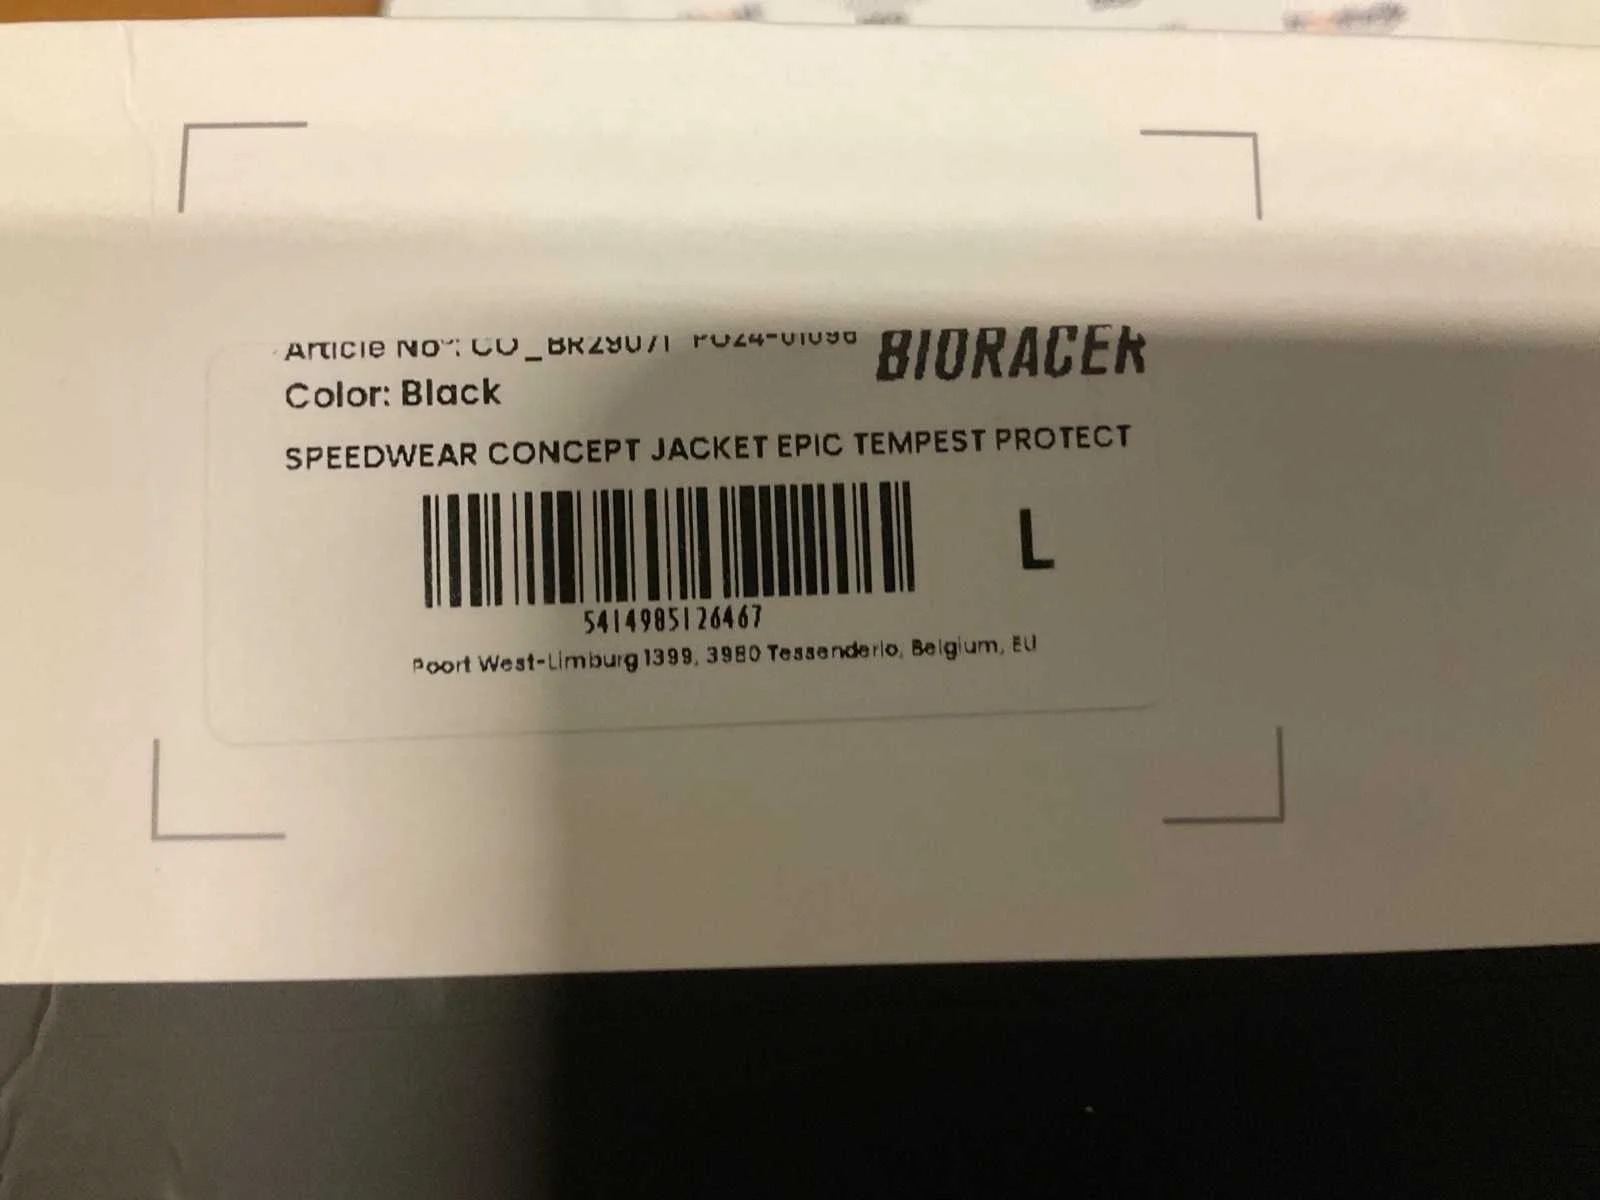 Article No°: CO_BR29071 PO24-01096 BIORACER
Color: Black
SPEEDWEAR CONCEPT JACKET EPIC TEMPEST PROTECT
L
5414985126467
Poort West-Limburg 1399, 3980 Tessenderlo, Belgium, EU